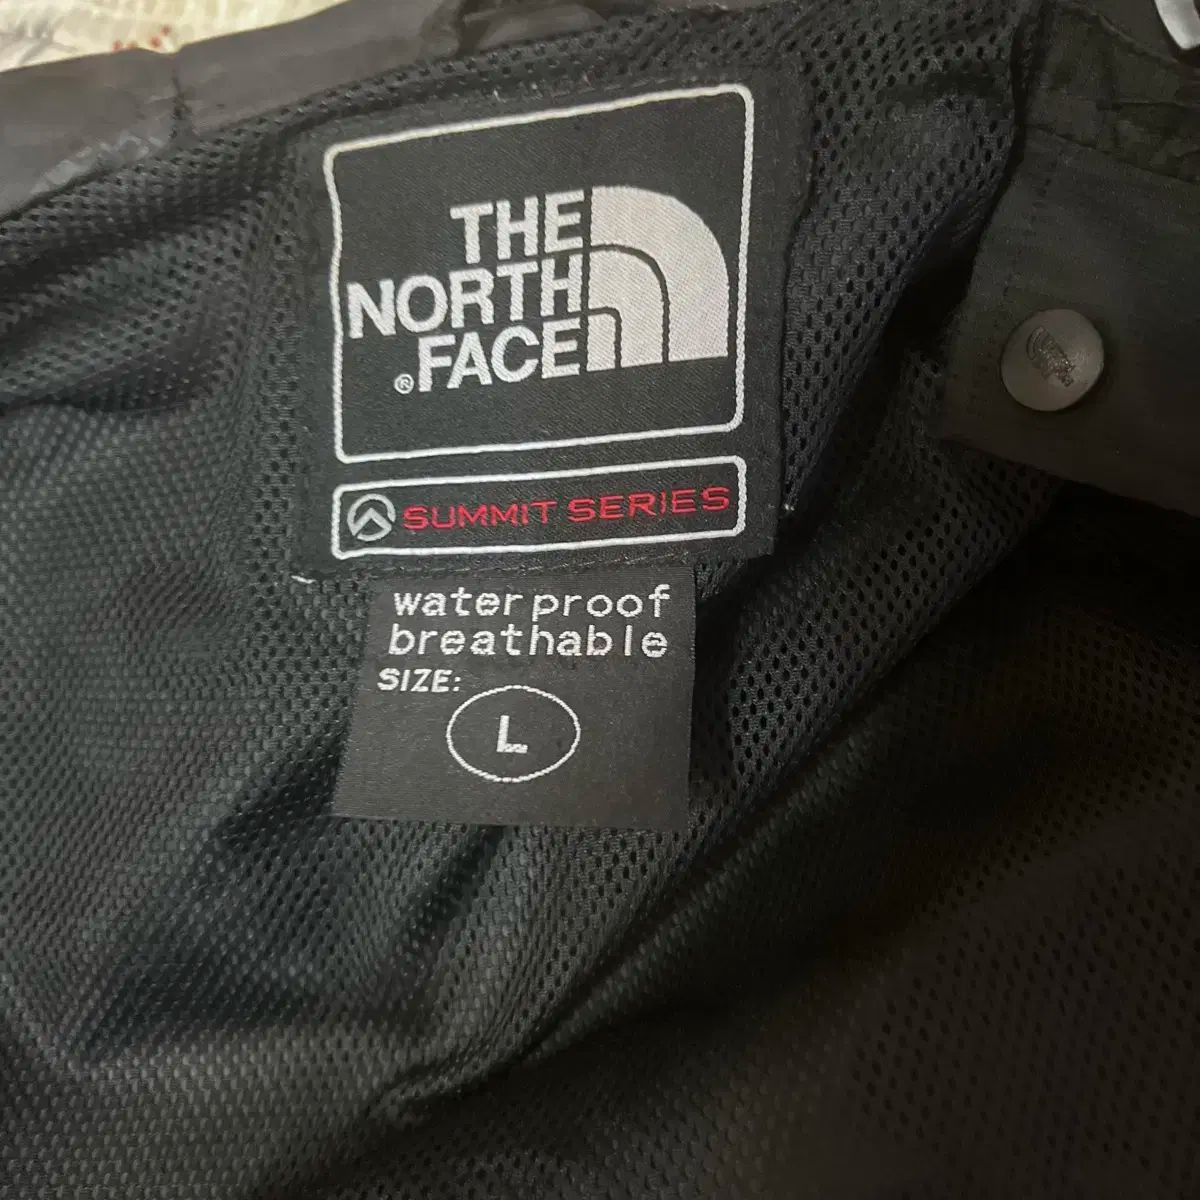 THE
NORTH
®FACE
SUMMIT SERIES
waterproof
breathable
SIZE:
L